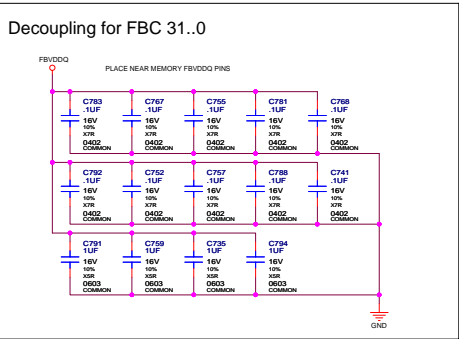 Decoupling for FBC 31..0
FBVDDQ
PLACE NEAR MEMORY FBVDDQ PINS
C783
.1UF
16V
10%
X7R
0402
COMMON
C767
.1UF
16V
10%
X7R
0402
COMMON
C755
.1UF
16V
10%
X7R
0402
COMMON
C781
.1UF
16V
10%
X7R
0402
COMMON
C768
.1UF
16V
10%
X7R
0402
COMMON
C792
.1UF
16V
10%
X7R
0402
COMMON
C752
.1UF
16V
10%
X7R
0402
COMMON
C757
.1UF
16V
10%
X7R
0402
COMMON
C788
.1UF
16V
10%
X7R
0402
COMMON
C741
.1UF
16V
10%
X7R
0402
COMMON
C791
1UF
16V
10%
X5R
0603
COMMON
C759
1UF
16V
10%
X5R
0603
COMMON
C735
1UF
16V
10%
X5R
0603
COMMON
C794
1UF
16V
10%
X5R
0603
COMMON
GND